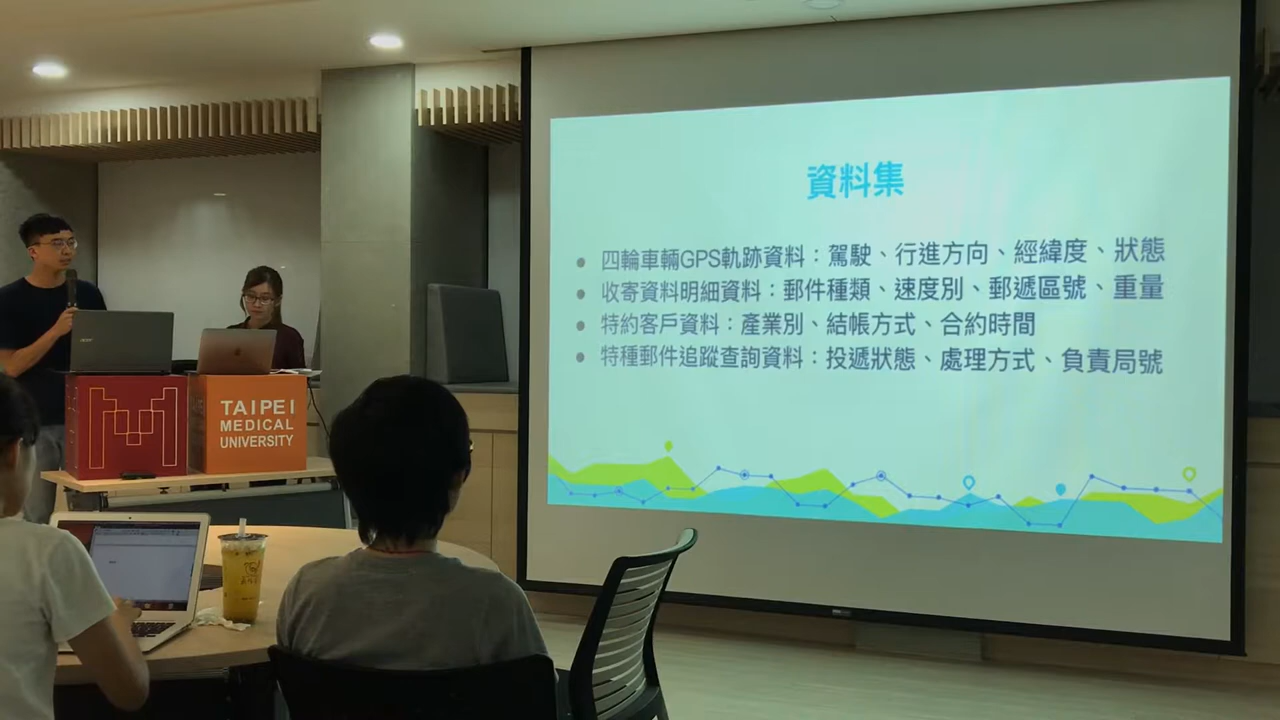 資料集
四輪車輛GPS軌跡資料：駕駛、行進方向、經緯度、狀態
收寄資料明細資料：郵件種類、速度別、郵遞區號、重量
特約客戶資料：產業別、結帳方式、合約時間
特種郵件追蹤查詢資料：投遞狀態、處理方式、負責局號
TAIPEI
MEDICAL
UNIVERSITY
acer